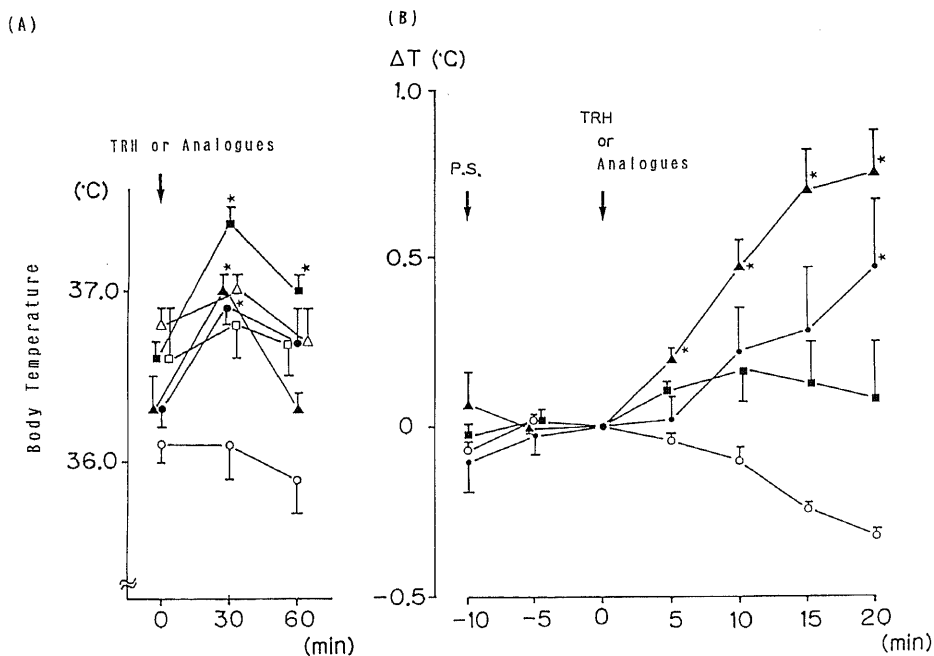 (A)
TRH or Analogues
(°C)
37.0
36.0
Body Temperature
0 30 60
(min)
(B)
ΔT (°C)
1.0
0.5
0
-0.5
P.S.
TRH
or
Analogues
-10 -5 0 5 10 15 20
(min)